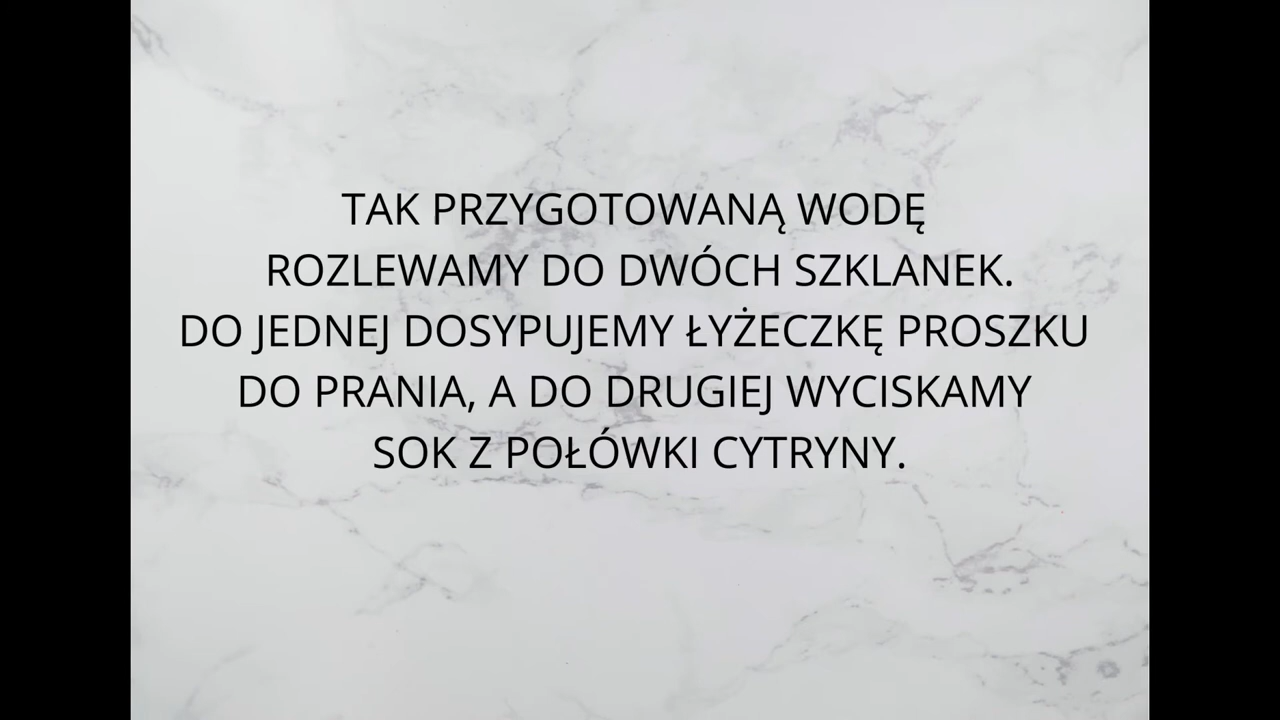 TAK PRZYGOTOWANĄ WODĘ
ROZLEWAMY DO DWÓCH SZKLANEK.
DO JEDNEJ DOSYPUJEMY ŁYŻECZKĘ PROSZKU
DO PRANIA, A DO DRUGIEJ WYCISKAMY
SOK Z POŁÓWKI CYTRYNY.